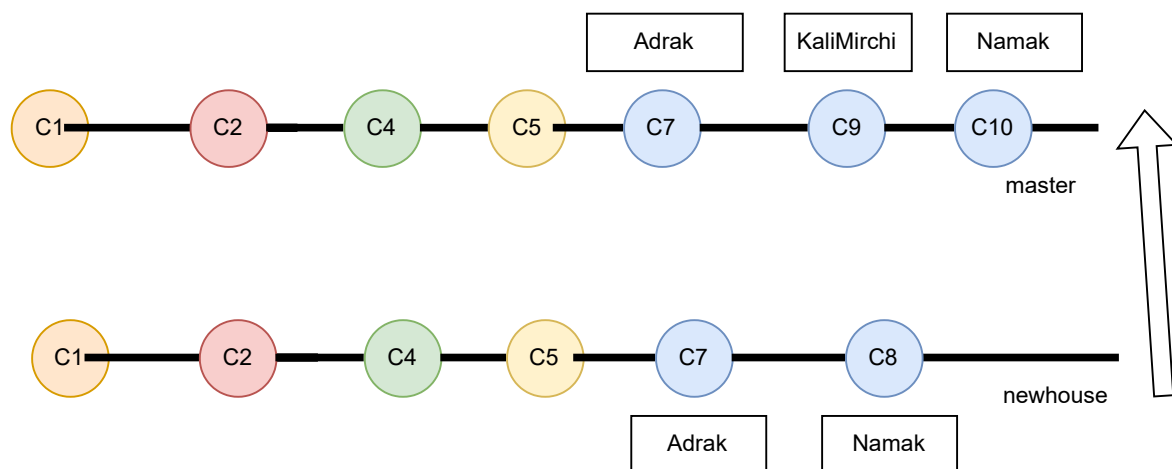 Adrak
KaliMirchi
Namak
C1
C2
C4
C5
C7
C9
C10
master
C1
C2
C4
C5
C7
C8
newhouse
Adrak
Namak